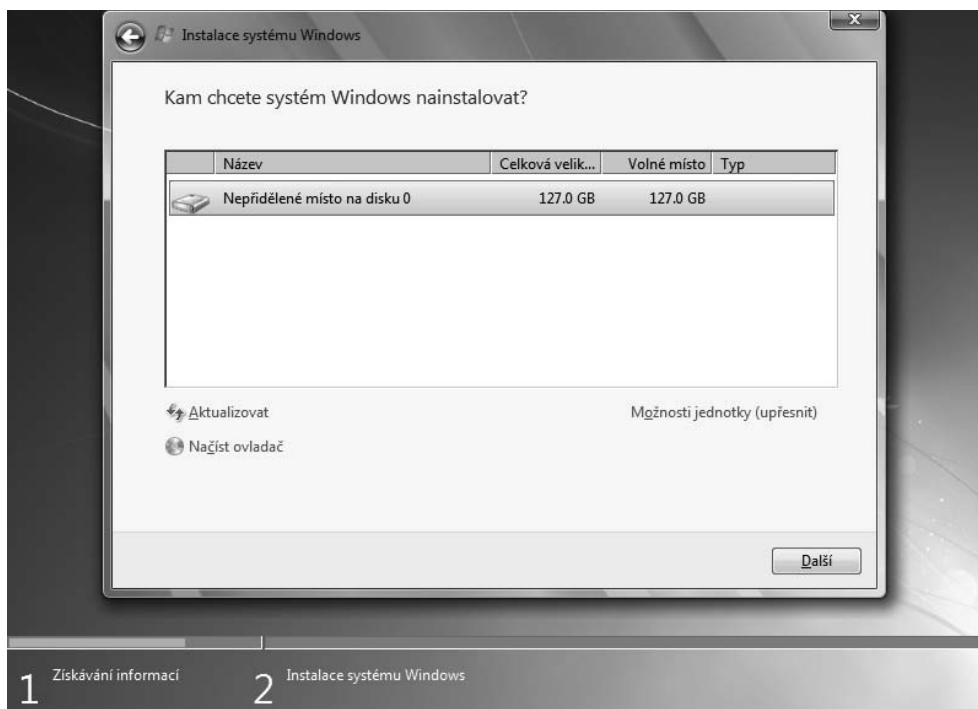 Instalace systému Windows
Kam chcete systém Windows nainstalovat?
Název Celková velik... Volné místo Typ
Nepřidělené místo na disku 0 127.0 GB 127.0 GB
Aktualizovat Možnosti jednotky (upřesnit)
Načíst ovladač
Další
1 Získávání informací 2 Instalace systému Windows